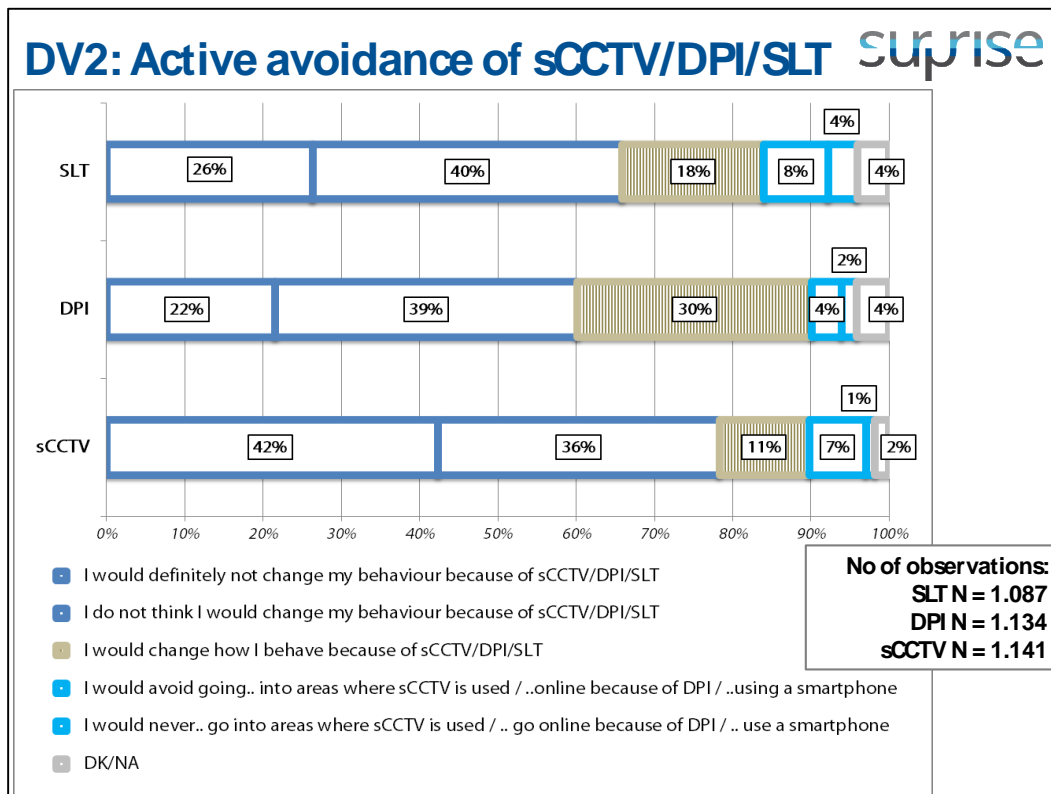 DV2: Active avoidance of sCCTV/DPI/SLT
surprise
4%
SLT
26%
40%
18%
8%
4%
2%
DPI
22%
39%
30%
4%
4%
1%
sCCTV
42%
36%
11%
7%
2%
0% 10% 20% 30% 40% 50% 60% 70% 80% 90% 100%
I would definitely not change my behaviour because of sCCTV/DPI/SLT
I do not think I would change my behaviour because of sCCTV/DPI/SLT
I would change how I behave because of sCCTV/DPI/SLT
I would avoid going.. into areas where sCCTV is used / ..online because of DPI / ..using a smartphone
I would never.. go into areas where sCCTV is used / .. go online because of DPI / .. use a smartphone
DK/NA
No of observations:
SLT N = 1.087
DPI N = 1.134
sCCTV N = 1.141